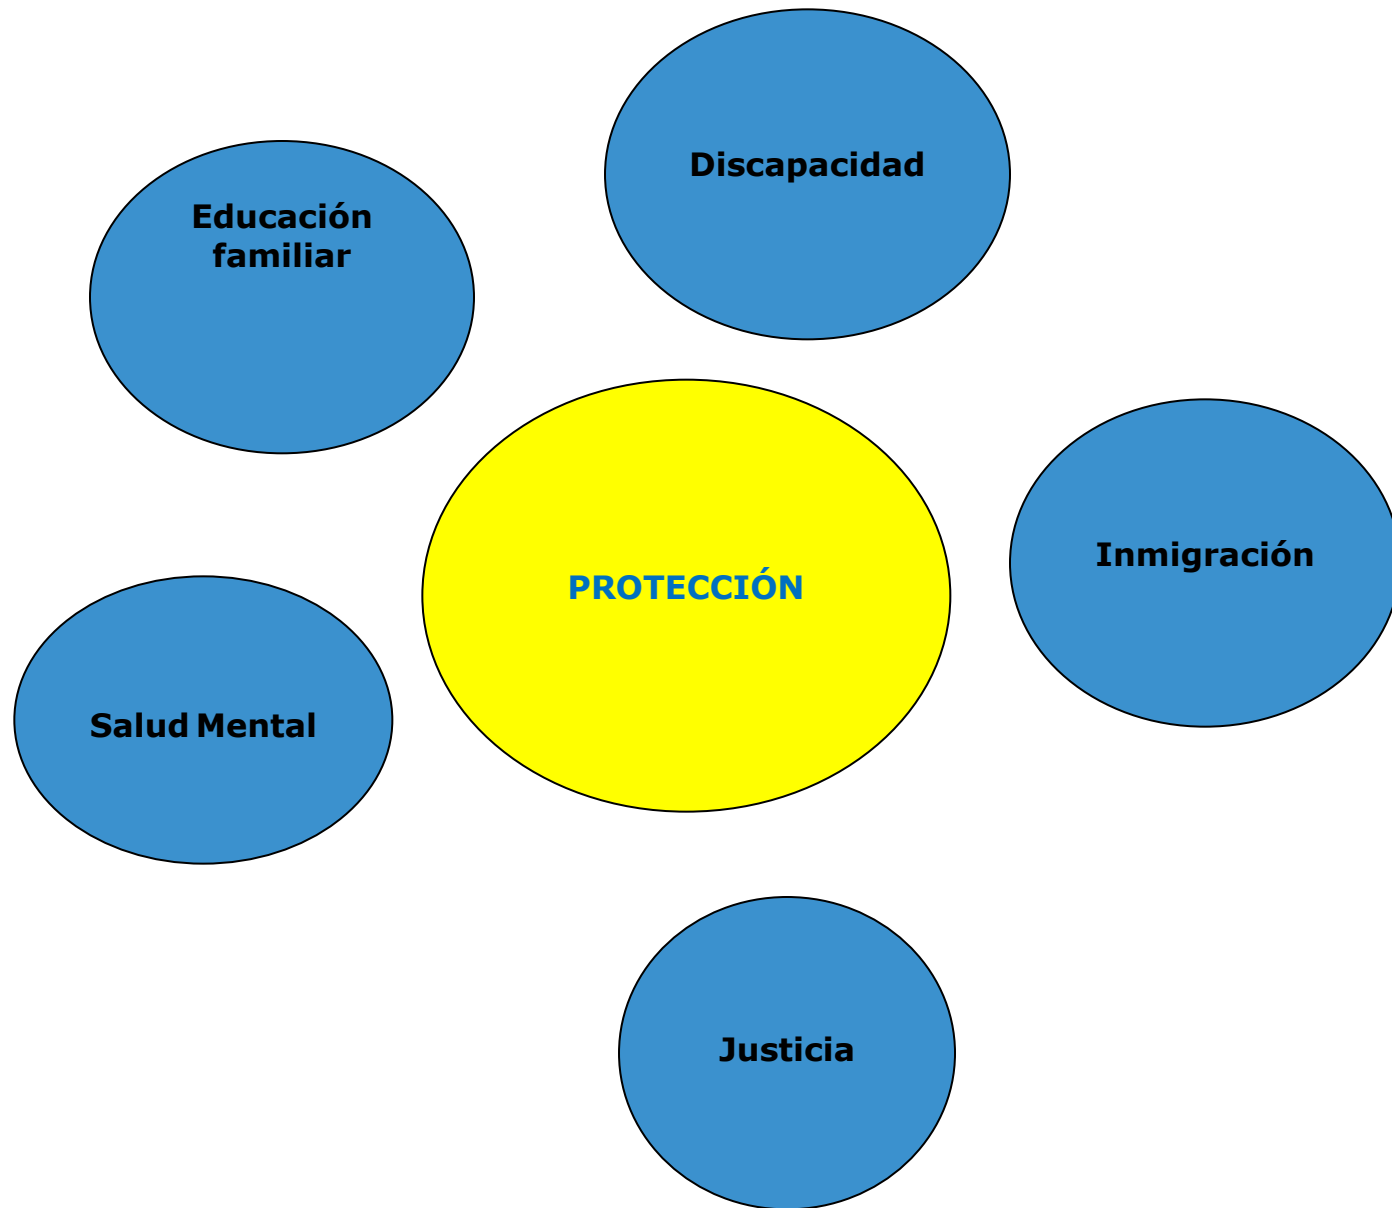 Discapacidad
Educación
familiar
Inmigración
PROTECCIÓN
Salud Mental
Justicia